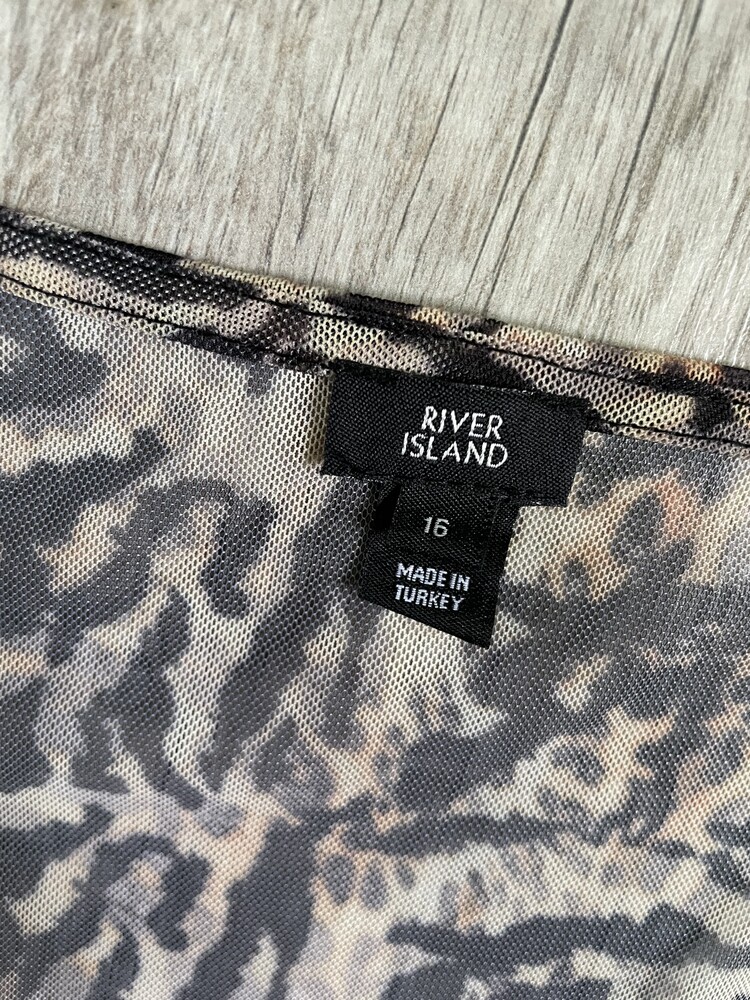 RIVER
ISLAND
16
MADE IN
TURKEY